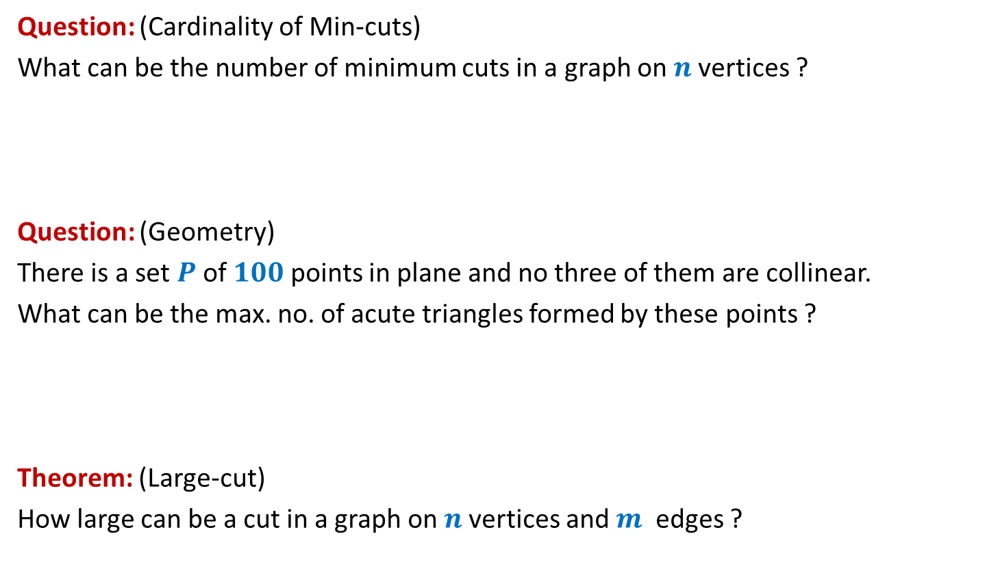 Question: (Cardinality of Min-cuts)
What can be the number of minimum cuts in a graph on n vertices ?
Question: (Geometry)
There is a set P of 100 points in plane and no three of them are collinear.
What can be the max. no. of acute triangles formed by these points ?
Theorem: (Large-cut)
How large can be a cut in a graph on n vertices and m edges ?